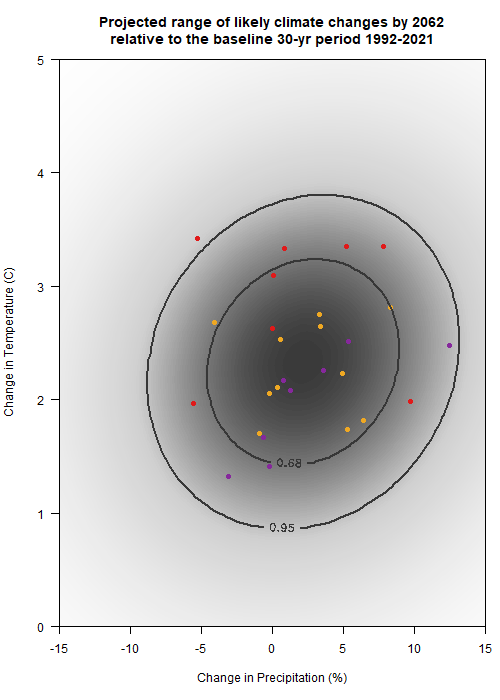 Projected range of likely climate changes by 2062
relative to the baseline 30-yr period 1992-2021
5
4
3
2
1
0
Change in Temperature (C)
0.68
0.95
-15 -10 -5 0 5 10 15
Change in Precipitation (%)